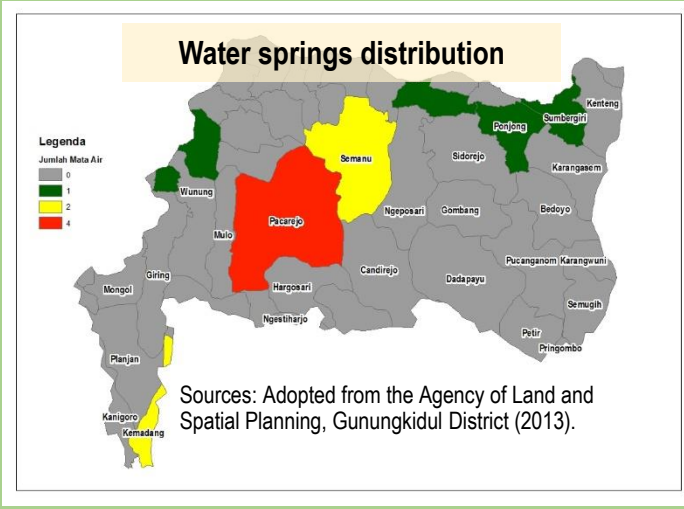 Water springs distribution
Legenda
Jumlah Mata Air
0
1
2
4
Kenteng
Sumbergiri
Ponjong
Semanu
Sidorejo
Karangasem
Wunung
Pacarejo
Mulo
Ngeposari
Gombang
Bedoyo
Giring
Mongol
Candirejo
Pucanganom
Karangwuni
Hargosari
Dadapayu
Semugih
Ngestiharjo
Petir
Pringombo
Planjan
Sources: Adopted from the Agency of Land and
Spatial Planning, Gunungkidul District (2013).
Kanigoro
Kemadang